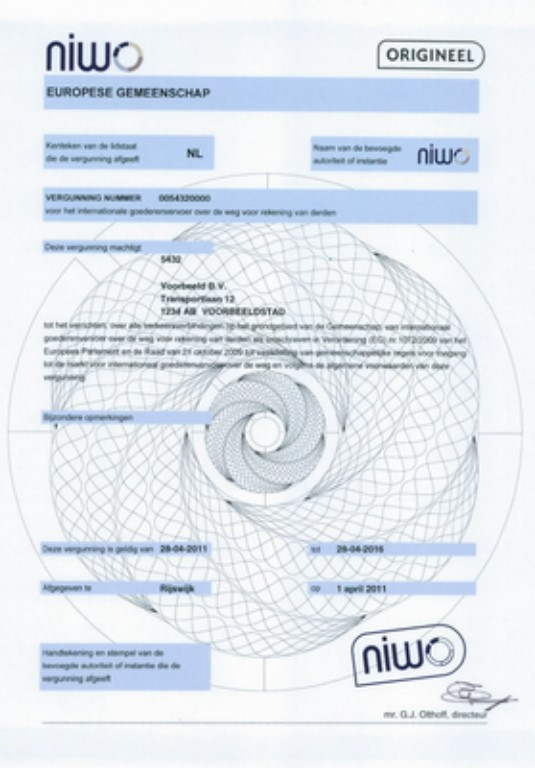 niwo
ORIGINEEL
EUROPESE GEMEENSCHAP
Kenteken van de lidstaat
die de vergunning afgeeft
NL
Naam van de bevoegde
autoriteit of instantie
niwo
VERGUNNING NUMMER 0054320000
voor het internationale goederenvervoer over de weg voor rekening van derden
Deze vergunning machtigt
5432
Voorbeeld B.V.
Transportlaan 12
1234 AB VOORBEELDSTAD
tot het verrichten, over alle verkeersverbindingen op het grondgebied van de Gemeenschap, van internationaal
goederenvervoer over de weg voor rekening van derden als omschreven in Verordening (EG) nr 1072/2009 van het
Europees Parlement en de Raad van 21 oktober 2009 tot vaststelling van gemeenschappelijke regels voor toegang
tot de markt voor internationaal goederenvervoer over de weg en volgens de algemene voorwaarden van deze
vergunning
Bijzondere opmerkingen
Deze vergunning is geldig van 28-04-2011 tot 28-04-2016
Afgegeven te Rijswijk op 1 april 2011
Handtekening en stempel van de
bevoegde autoriteit of instantie die de
vergunning afgeeft
niwo
mr. G.J. Olthoff, directeur